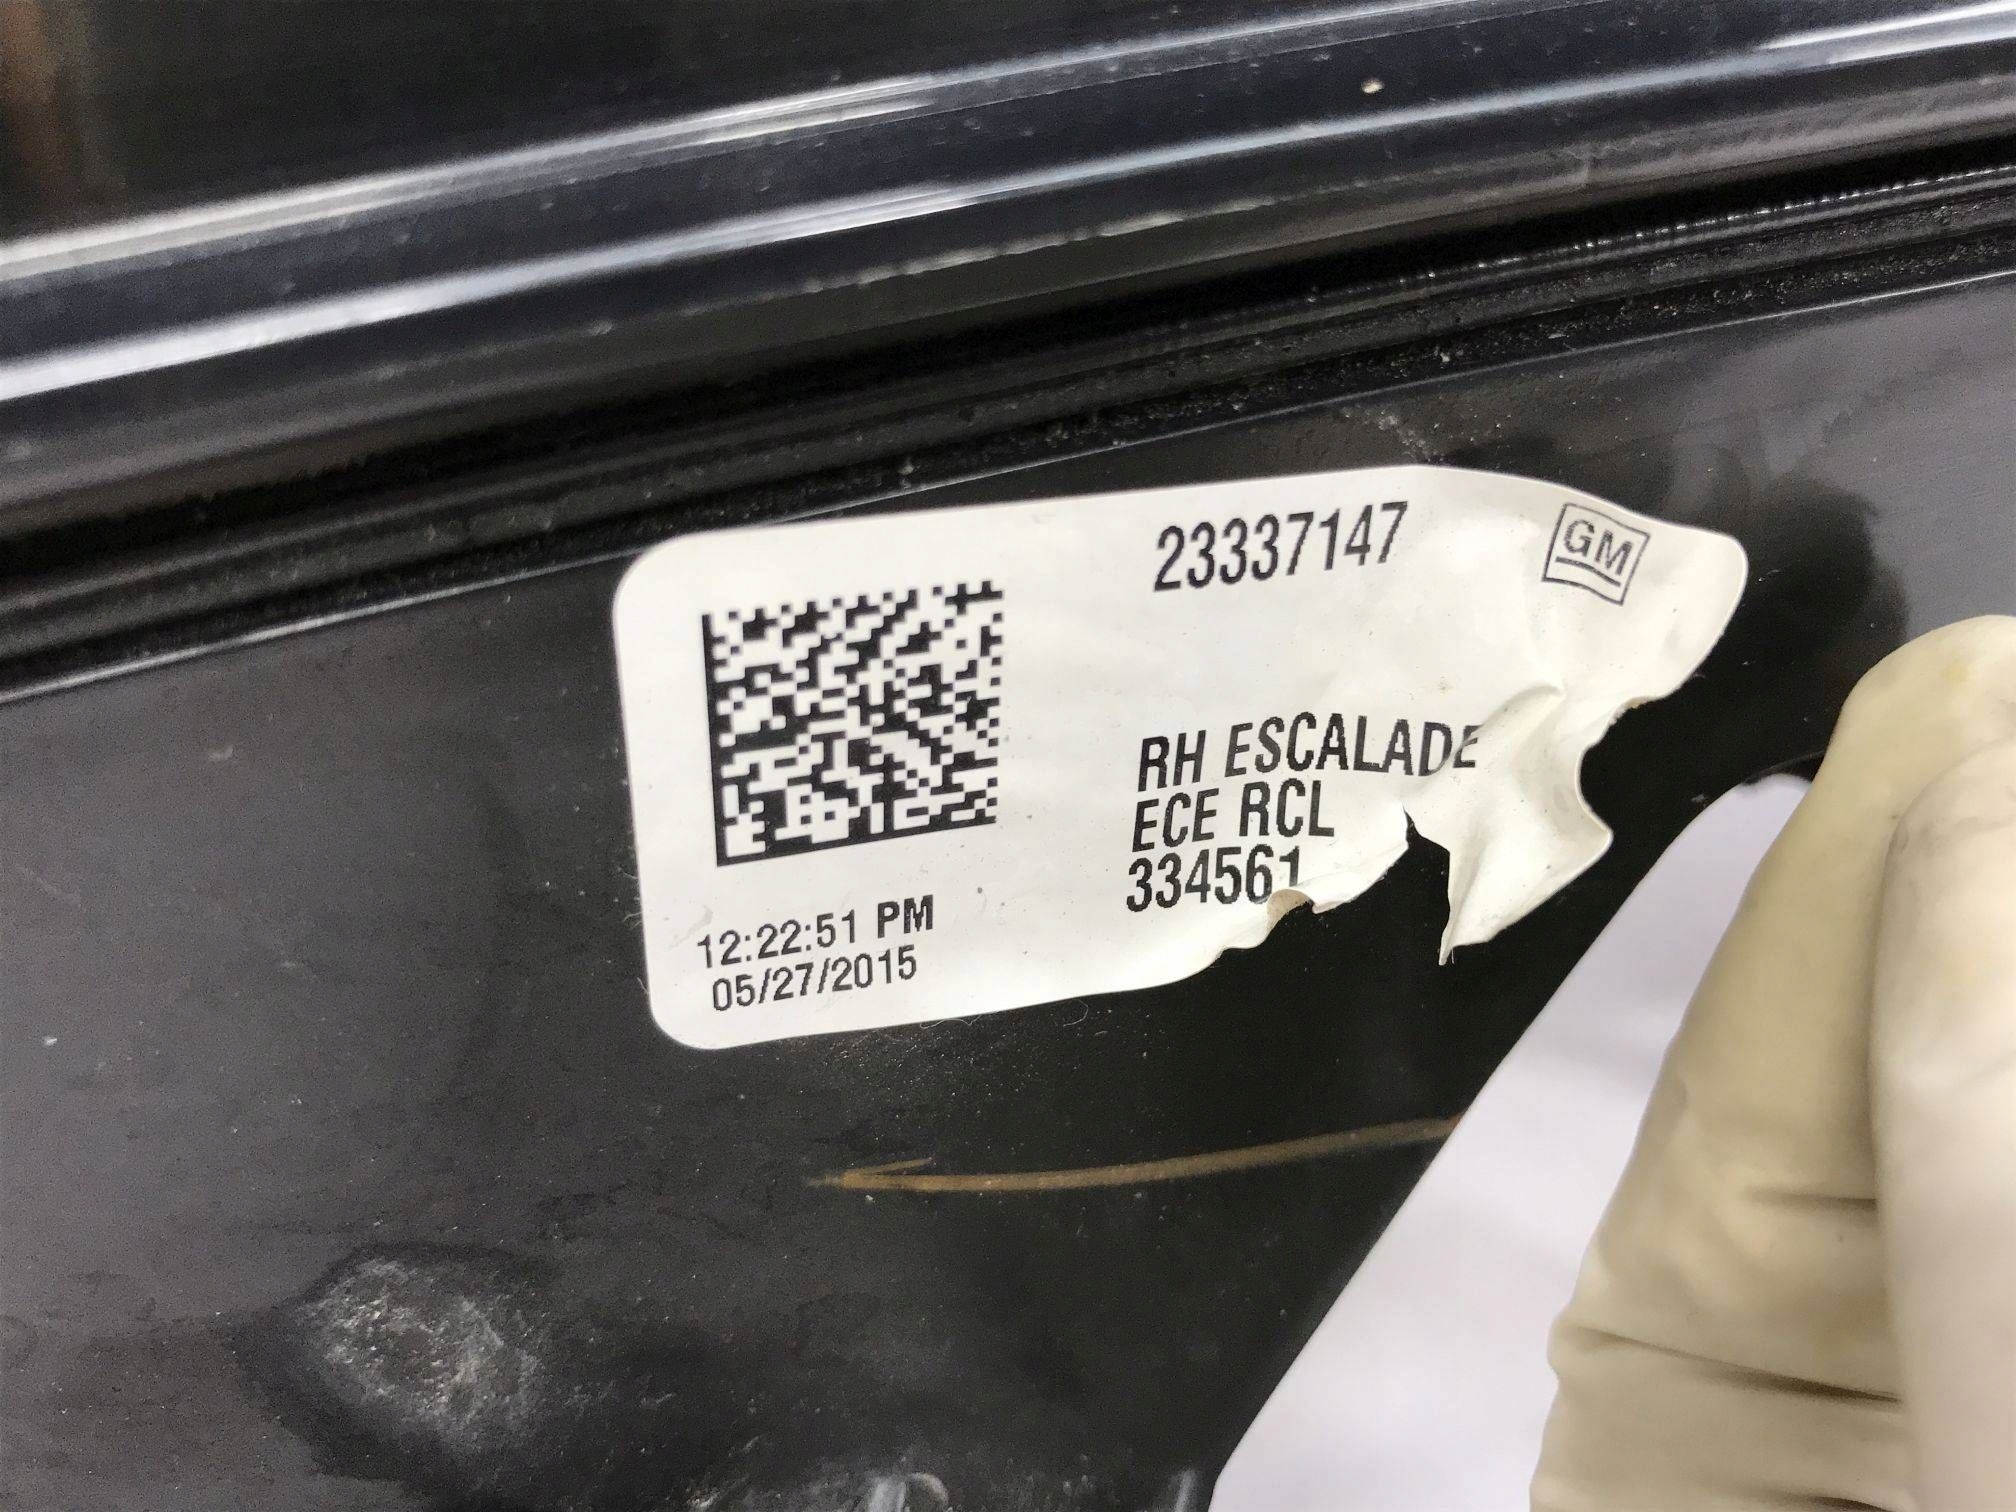 23337147
GM
RH ESCALADE
ECE RCL
334561
12:22:51 PM
05/27/2015